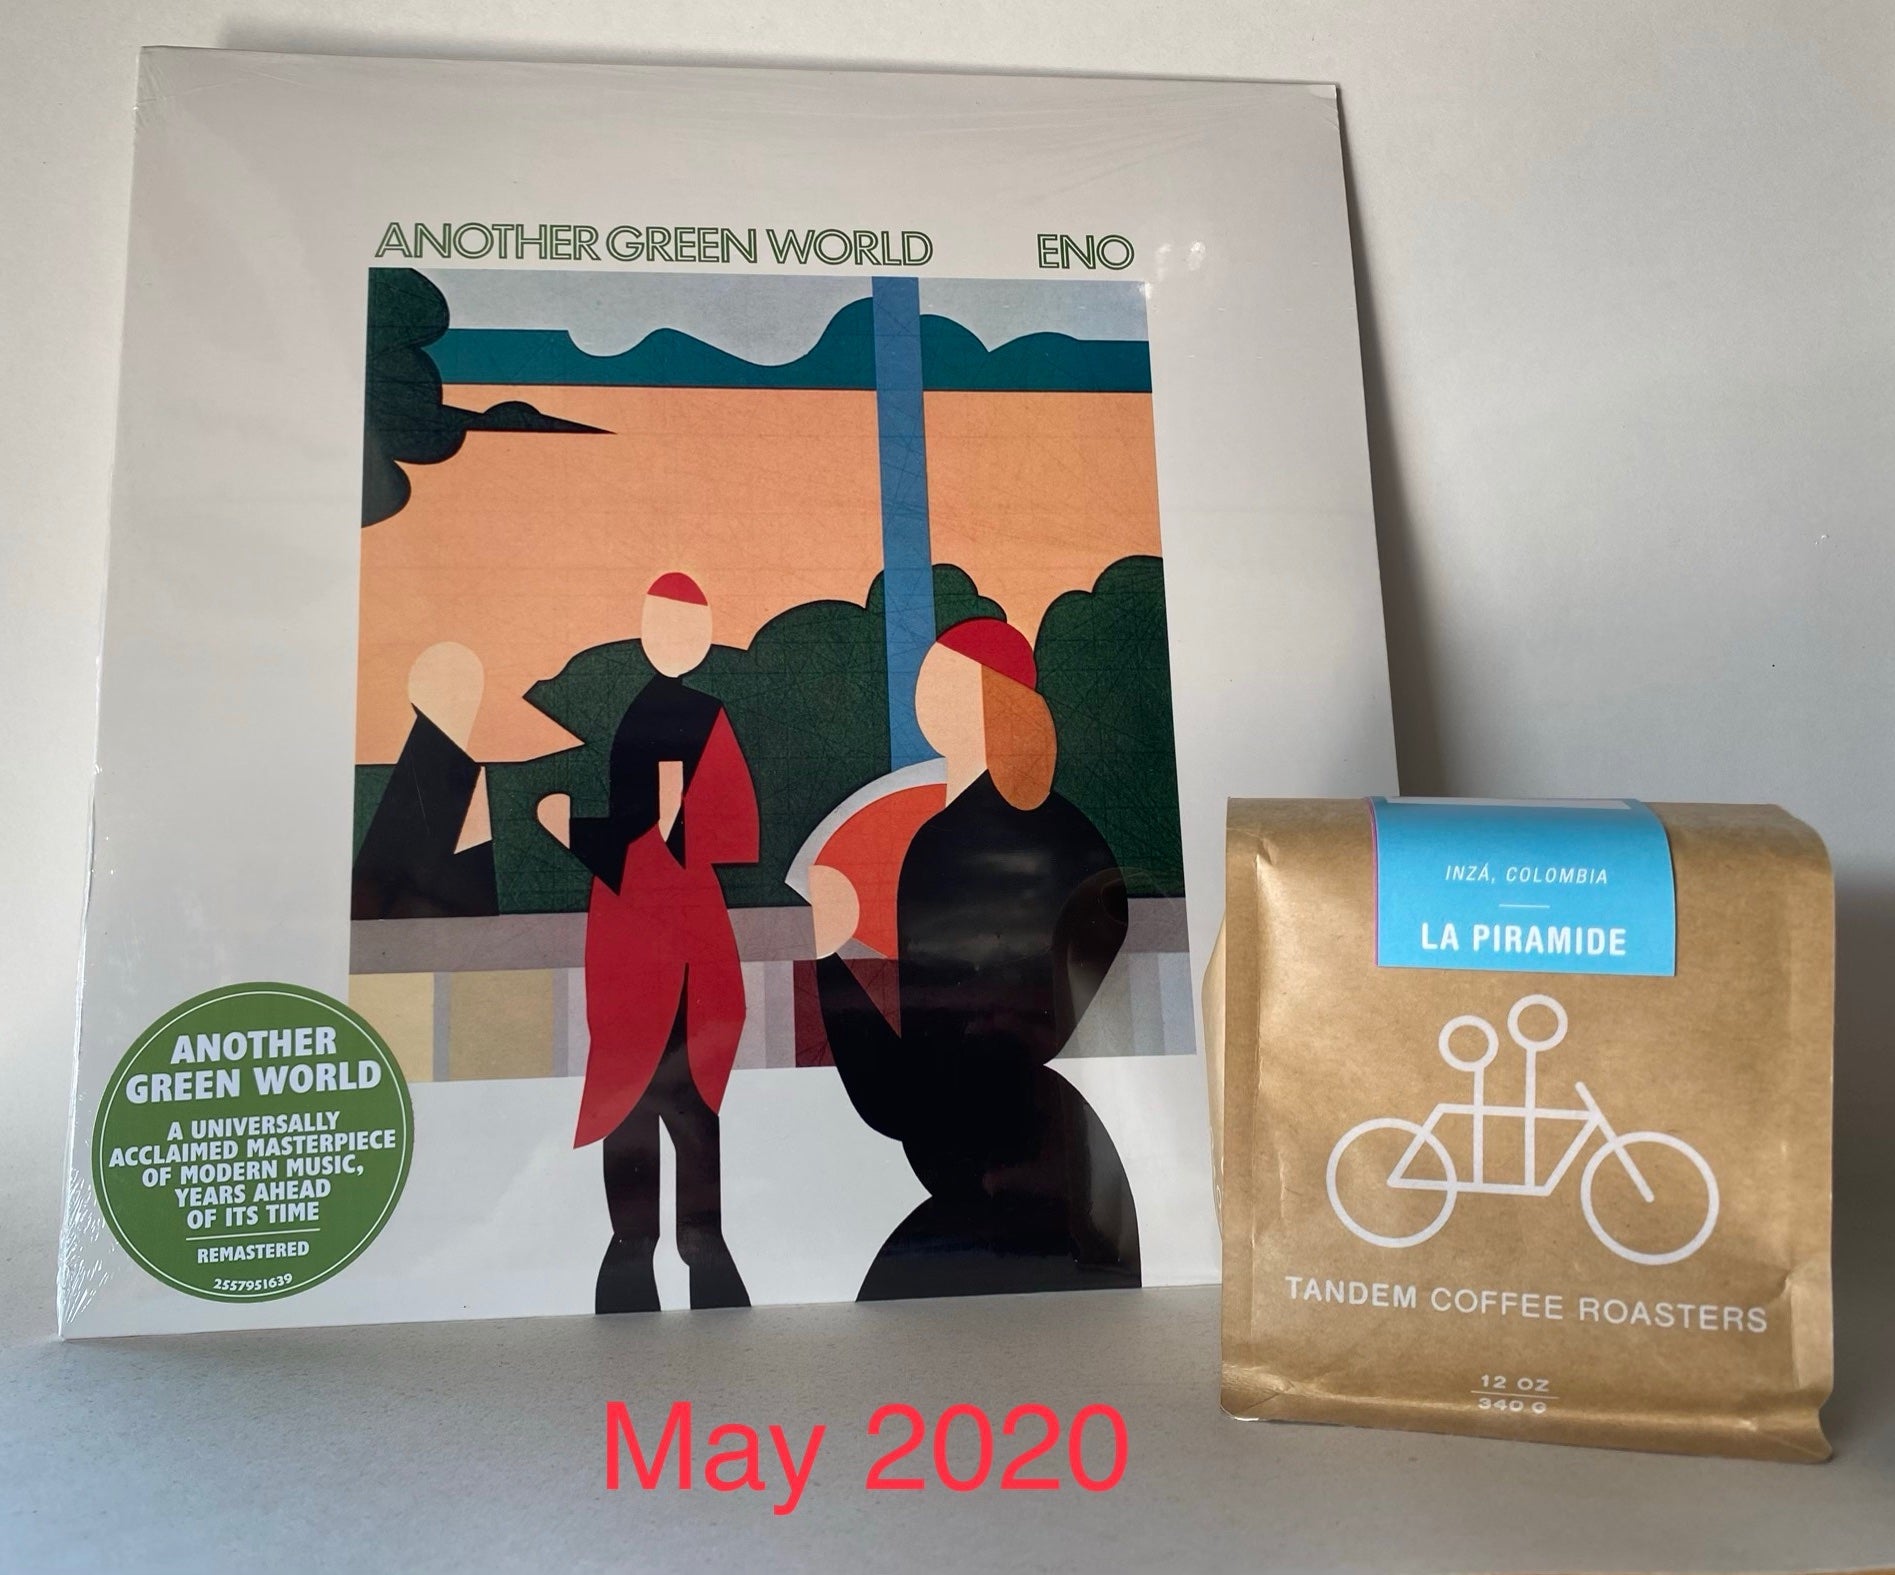 ANOTHER GREEN WORLD ENO
ANOTHER
GREEN WORLD
A UNIVERSALLY
ACCLAIMED MASTERPIECE
OF MODERN MUSIC,
YEARS AHEAD
OF ITS TIME
REMASTERED
2557951639
INZÁ, COLOMBIA
LA PIRAMIDE
TANDEM COFFEE ROASTERS
12 OZ
340 G
May 2020